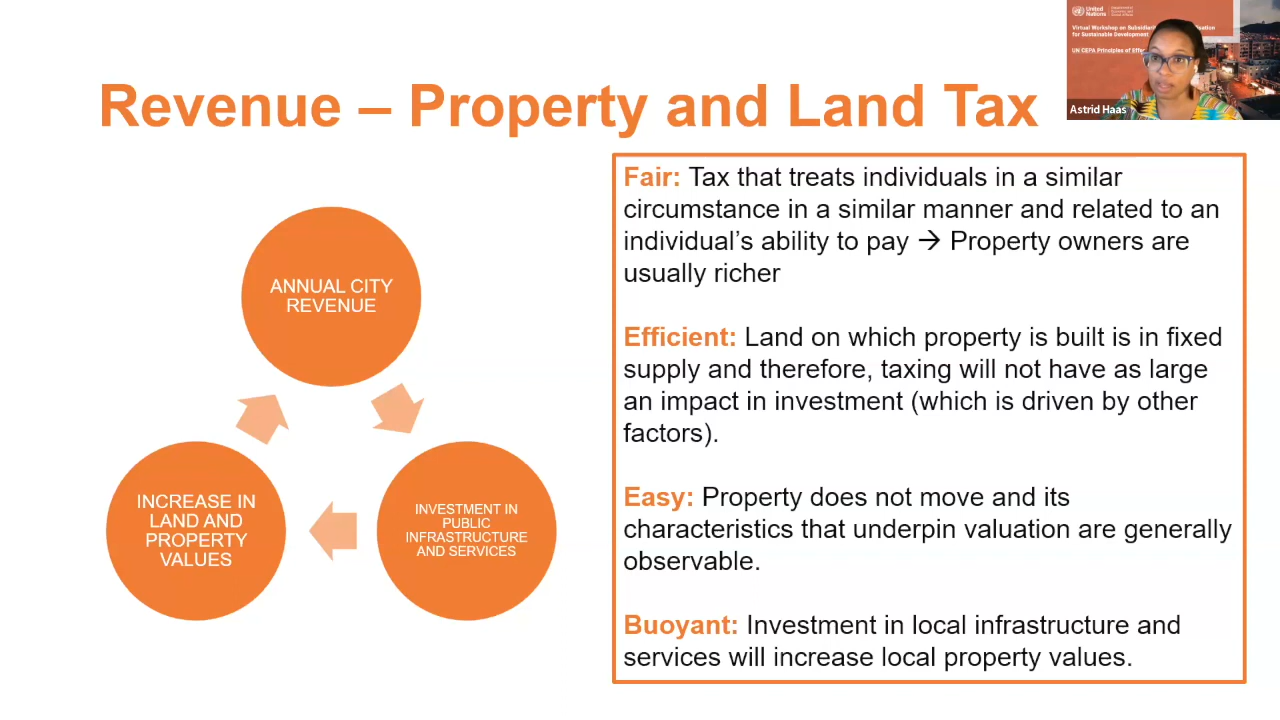 Revenue – Property and Land Tax
United
Nations
Virtual Workshop on
for Sustainable Development
UN CEPA Principles of
Astrid Haas
ANNUAL CITY
REVENUE
INCREASE IN
LAND AND
PROPERTY
VALUES
INVESTMENT IN
PUBLIC
INFRASTRUCTURE
AND SERVICES
Fair: Tax that treats individuals in a similar
circumstance in a similar manner and related to an
individual’s ability to pay → Property owners are
usually richer
Efficient: Land on which property is built is in fixed
supply and therefore, taxing will not have as large
an impact in investment (which is driven by other
factors).
Easy: Property does not move and its
characteristics that underpin valuation are generally
observable.
Buoyant: Investment in local infrastructure and
services will increase local property values.